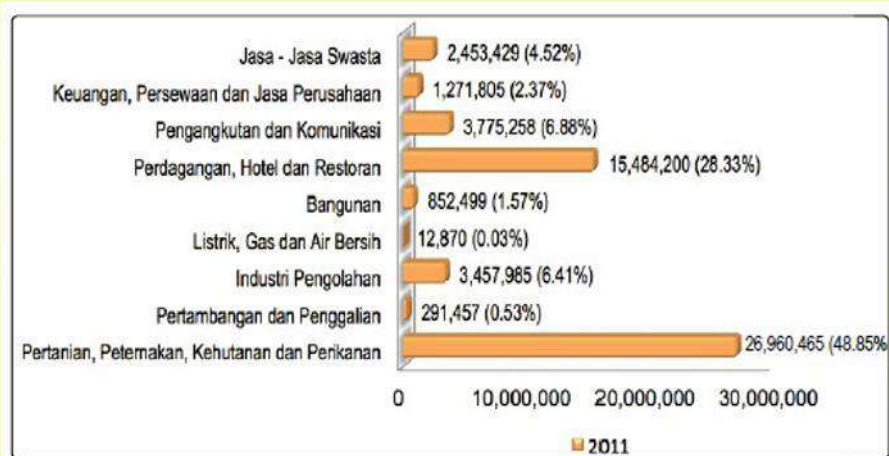 Jasa - Jasa Swasta 2,453,429 (4.52%)
Keuangan, Persewaan dan Jasa Perusahaan 1,271,805 (2.37%)
Pengangkutan dan Komunikasi 3,775,258 (6.88%)
Perdagangan, Hotel dan Restoran 15,484,200 (28.33%)
Bangunan 852,499 (1.57%)
Listrik, Gas dan Air Bersih 12,870 (0.03%)
Industri Pengolahan 3,457,985 (6.41%)
Pertambangan dan Penggalian 291,457 (0.53%)
Pertanian, Peternakan, Kehutanan dan Perikanan 26,960,465 (48.85%
0 10,000,000 20,000,000 30,000,000
2011